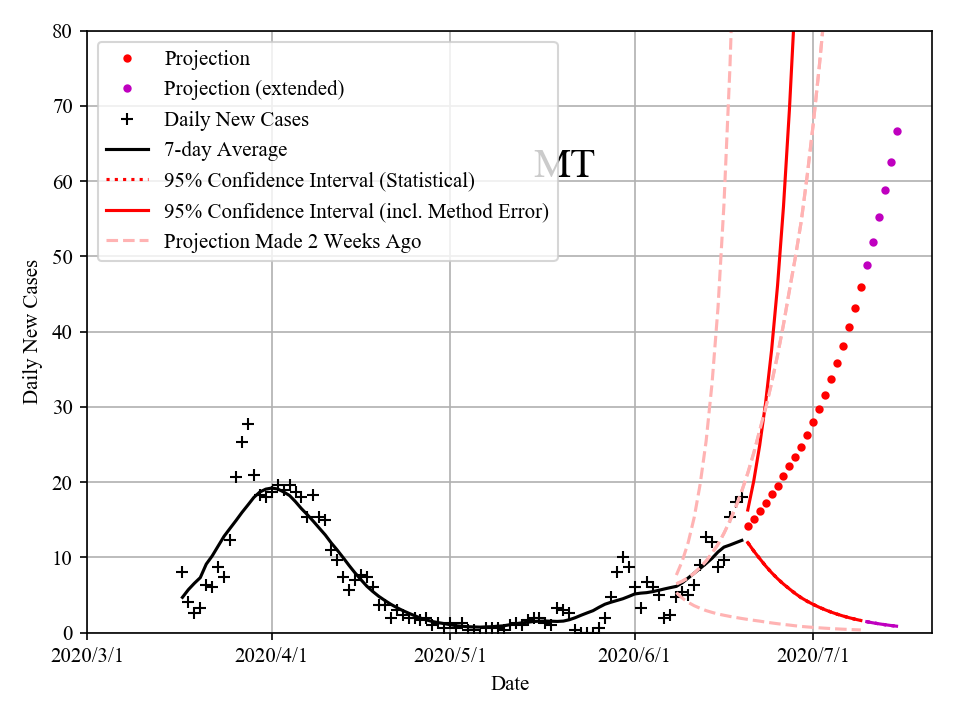 80
70
60
50
40
30
20
10
0
Daily New Cases
Projection
Projection (extended)
Daily New Cases
7-day Average
95% Confidence Interval (Statistical)
95% Confidence Interval (incl. Method Error)
Projection Made 2 Weeks Ago
MT
2020/3/1 2020/4/1 2020/5/1 2020/6/1 2020/7/1
Date